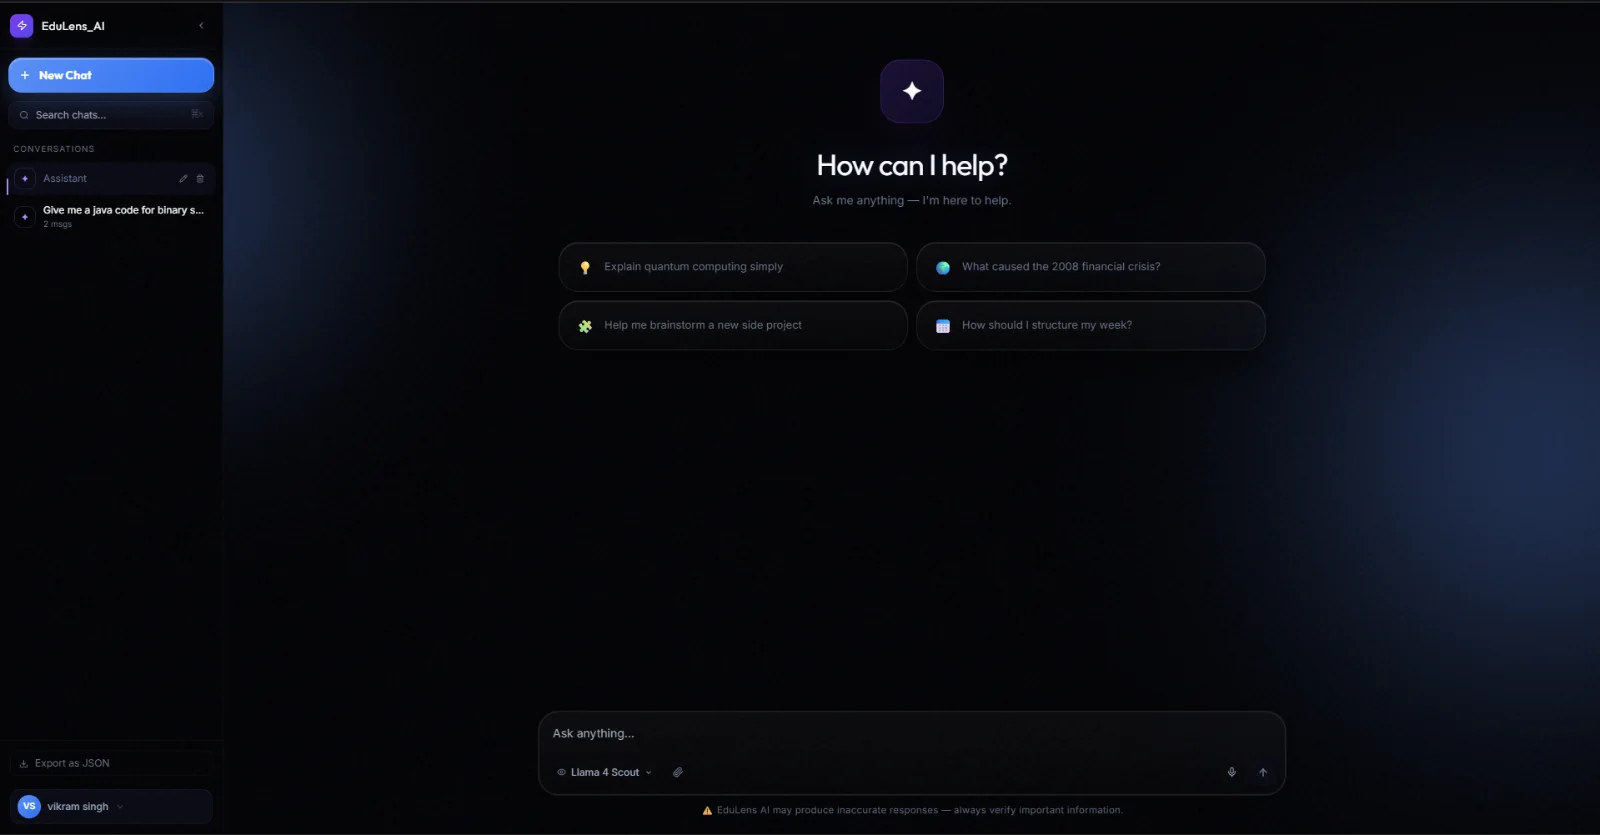 EduLens_AI
New Chat
Search chats...
⌘K
CONVERSATIONS
Assistant
Give me a java code for binary s...
2 msgs
Export as JSON
VS
vikram singh
How can I help?
Ask me anything — I'm here to help.
Explain quantum computing simply
What caused the 2008 financial crisis?
Help me brainstorm a new side project
How should I structure my week?
Ask anything...
Llama 4 Scout
EduLens AI may produce inaccurate responses — always verify important information.